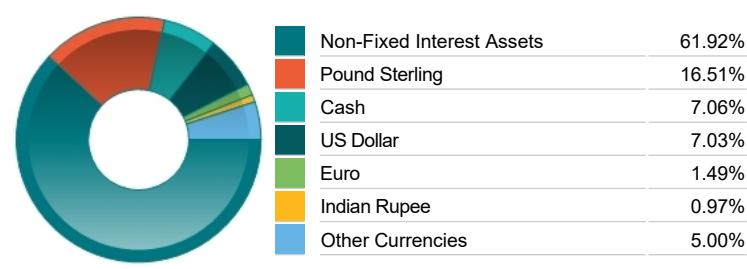 Non-Fixed Interest Assets 61.92%
Pound Sterling 16.51%
Cash 7.06%
US Dollar 7.03%
Euro 1.49%
Indian Rupee 0.97%
Other Currencies 5.00%